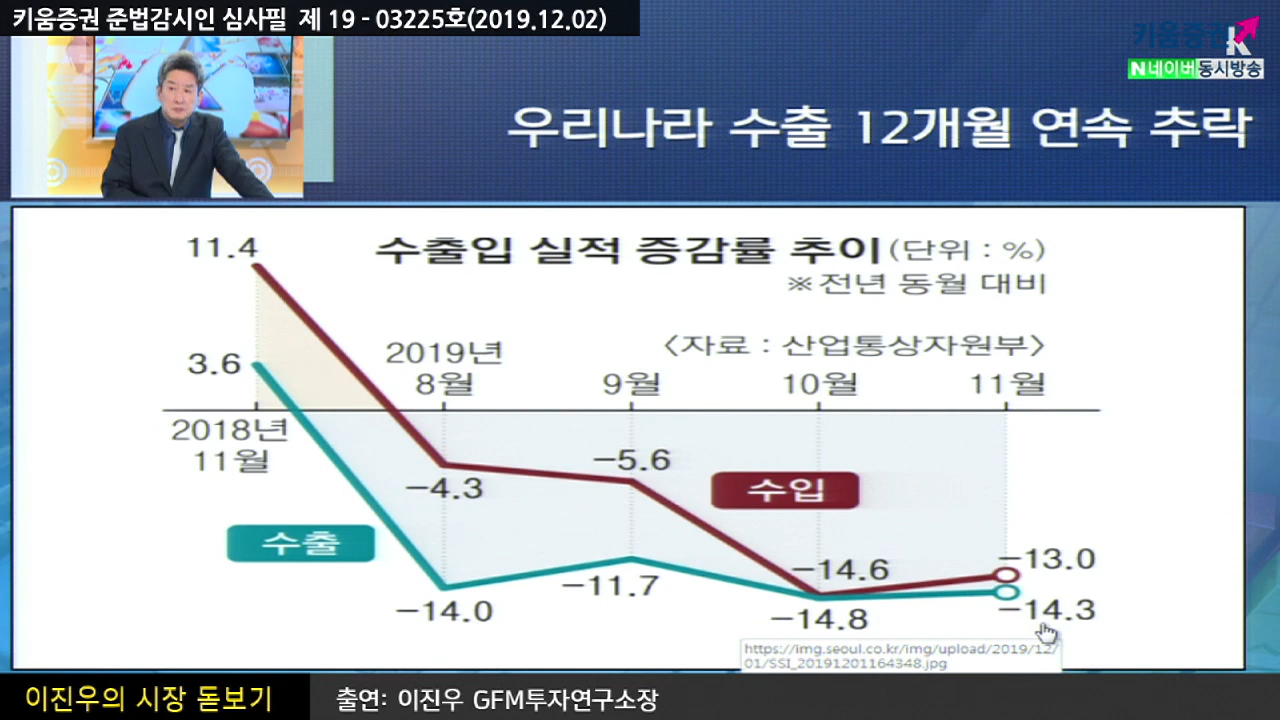 키움증권 준법감시인 심사필 제 19 - 03225호(2019.12.02)
키움증권
N 네이버 동시방송
우리나라 수출 12개월 연속 추락
수출입 실적 증감률 추이 (단위 : %)
※전년 동월 대비
〈자료 : 산업통상자원부〉
11.4
3.6
2018년
11월
2019년
8월
9월
10월
11월
−4.3
−5.6
수입
수출
−14.6
−13.0
−14.0
−11.7
−14.8
−14.3
https://img.seoul.co.kr/img/upload/2019/12/
01/SSI_20191201164348.jpg
이진우의 시장 돋보기
출연: 이진우 GFM투자연구소장